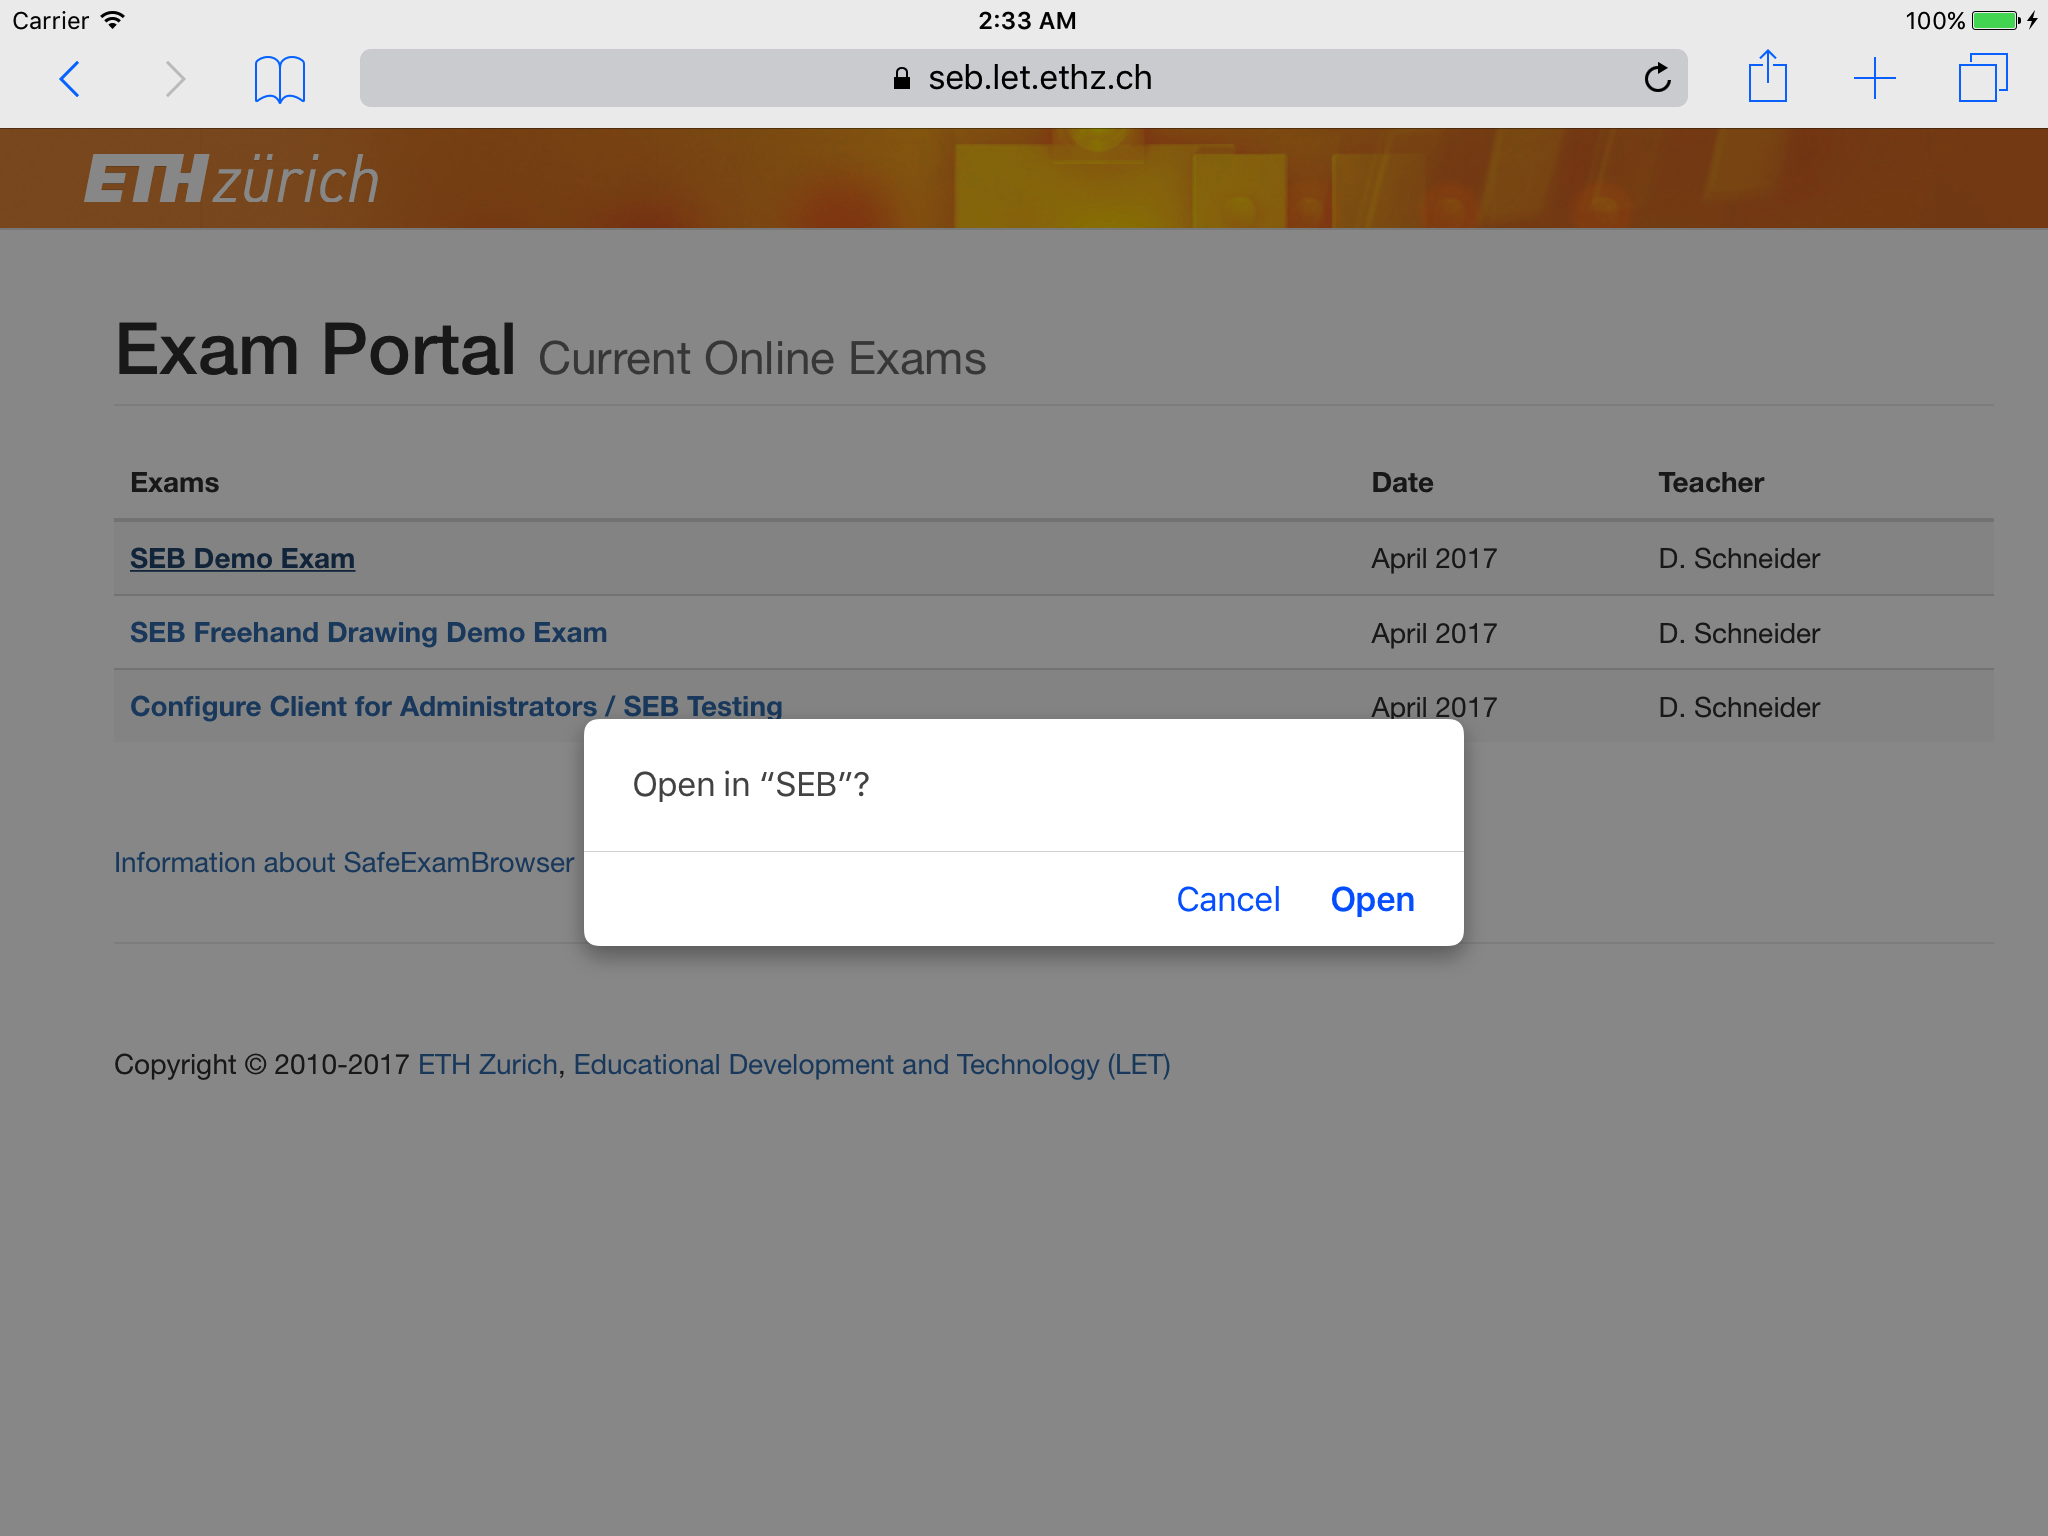 Carrier 2:33 AM 100%
seb.let.ethz.ch
ETH zürich
Exam Portal Current Online Exams
Exams Date Teacher
SEB Demo Exam April 2017 D. Schneider
SEB Freehand Drawing Demo Exam April 2017 D. Schneider
Configure Client for Administrators / SEB Testing April 2017 D. Schneider
Open in “SEB”?
Information about SafeExamBrowser
Cancel Open
Copyright © 2010-2017 ETH Zurich, Educational Development and Technology (LET)